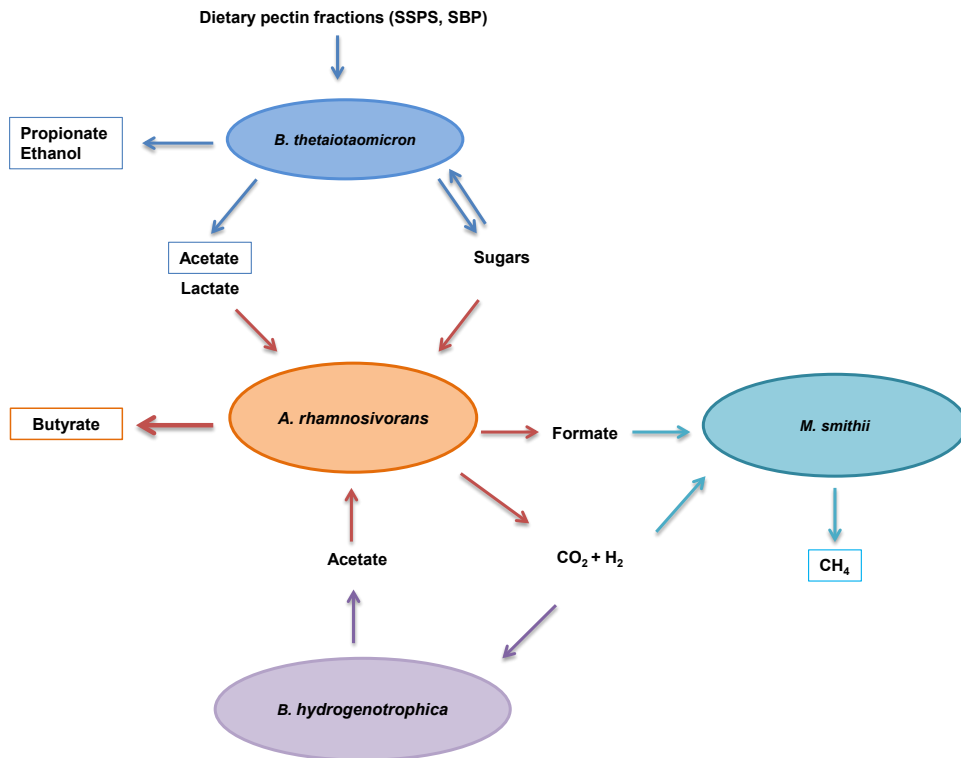 Dietary pectin fractions (SSPS, SBP)
B. thetaiotaomicron
Propionate
Ethanol
Acetate
Lactate
Sugars
A. rhamnosivorans
Butyrate
Formate
M. smithii
Acetate
CO₂ + H₂
CH₄
B. hydrogenotrophica